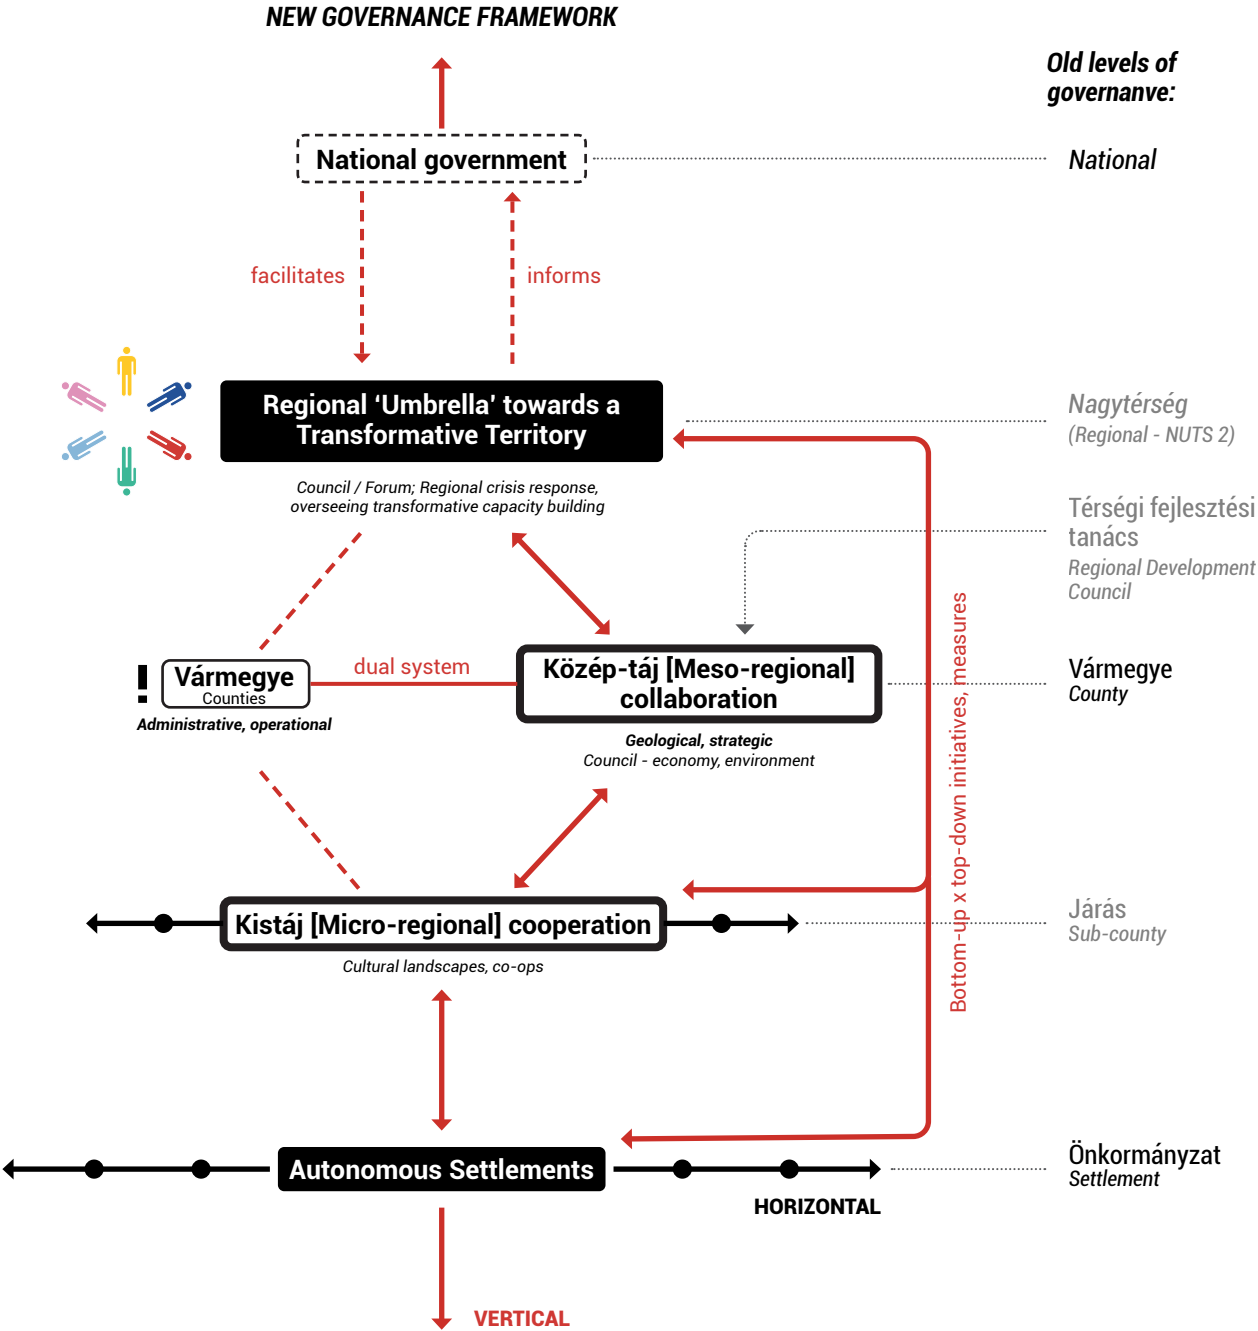 NEW GOVERNANCE FRAMEWORK
Old levels of
governanve:
National government
National
facilitates
informs
Regional ‘Umbrella’ towards a
Transformative Territory
Nagytérség
(Regional - NUTS 2)
Council / Forum; Regional crisis response,
overseeing transformative capacity building
Térségi fejlesztési
tanács
Regional Development
Council
Bottom-up x top-down initiatives, measures
!
Vármegye
Counties
Administrative, operational
dual system
Közép-táj [Meso-regional]
collaboration
Geological, strategic
Council - economy, environment
Vármegye
County
Kistáj [Micro-regional] cooperation
Cultural landscapes, co-ops
Járás
Sub-county
Autonomous Settlements
Önkormányzat
Settlement
HORIZONTAL
VERTICAL